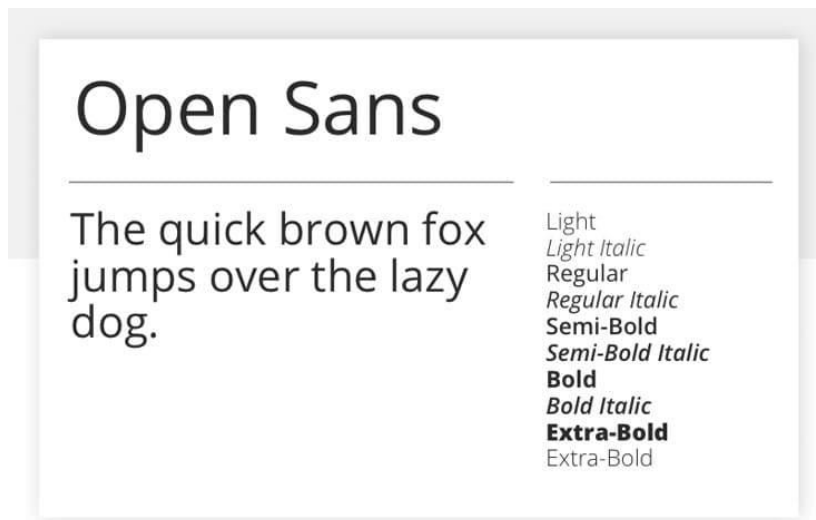 Open Sans
The quick brown fox
jumps over the lazy
dog.
Light
Light Italic
Regular
Regular Italic
Semi-Bold
Semi-Bold Italic
Bold
Bold Italic
Extra-Bold
Extra-Bold